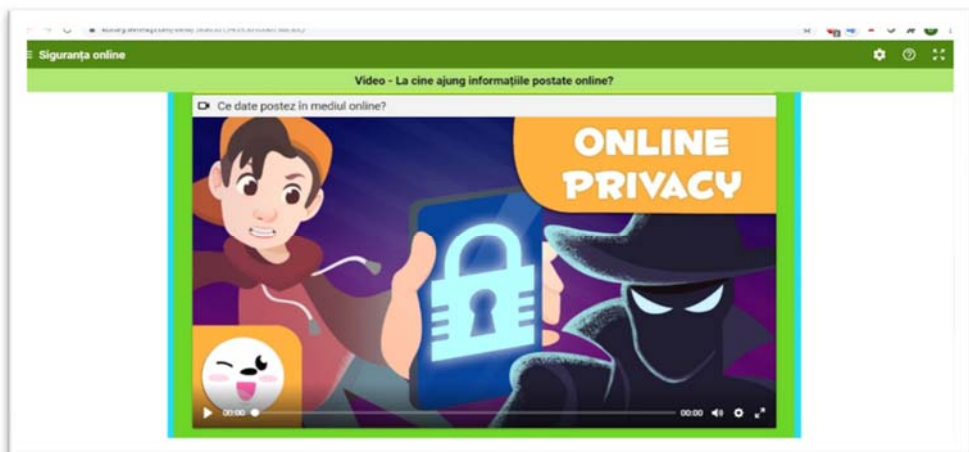 Siguranța online
Video - La cine ajung informațiile postate online?
Ce date postez în mediul online?
ONLINE
PRIVACY
00:00
00:00